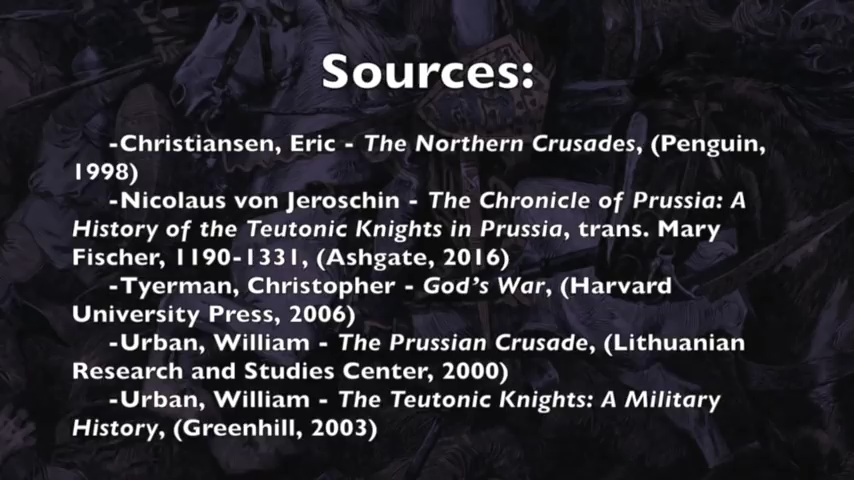 Sources:
-Christiansen, Eric - The Northern Crusades, (Penguin,
1998)
-Nicolaus von Jeroschin - The Chronicle of Prussia: A
History of the Teutonic Knights in Prussia, trans. Mary
Fischer, 1190-1331, (Ashgate, 2016)
-Tyerman, Christopher - God's War, (Harvard
University Press, 2006)
-Urban, William - The Prussian Crusade, (Lithuanian
Research and Studies Center, 2000)
-Urban, William - The Teutonic Knights: A Military
History, (Greenhill, 2003)